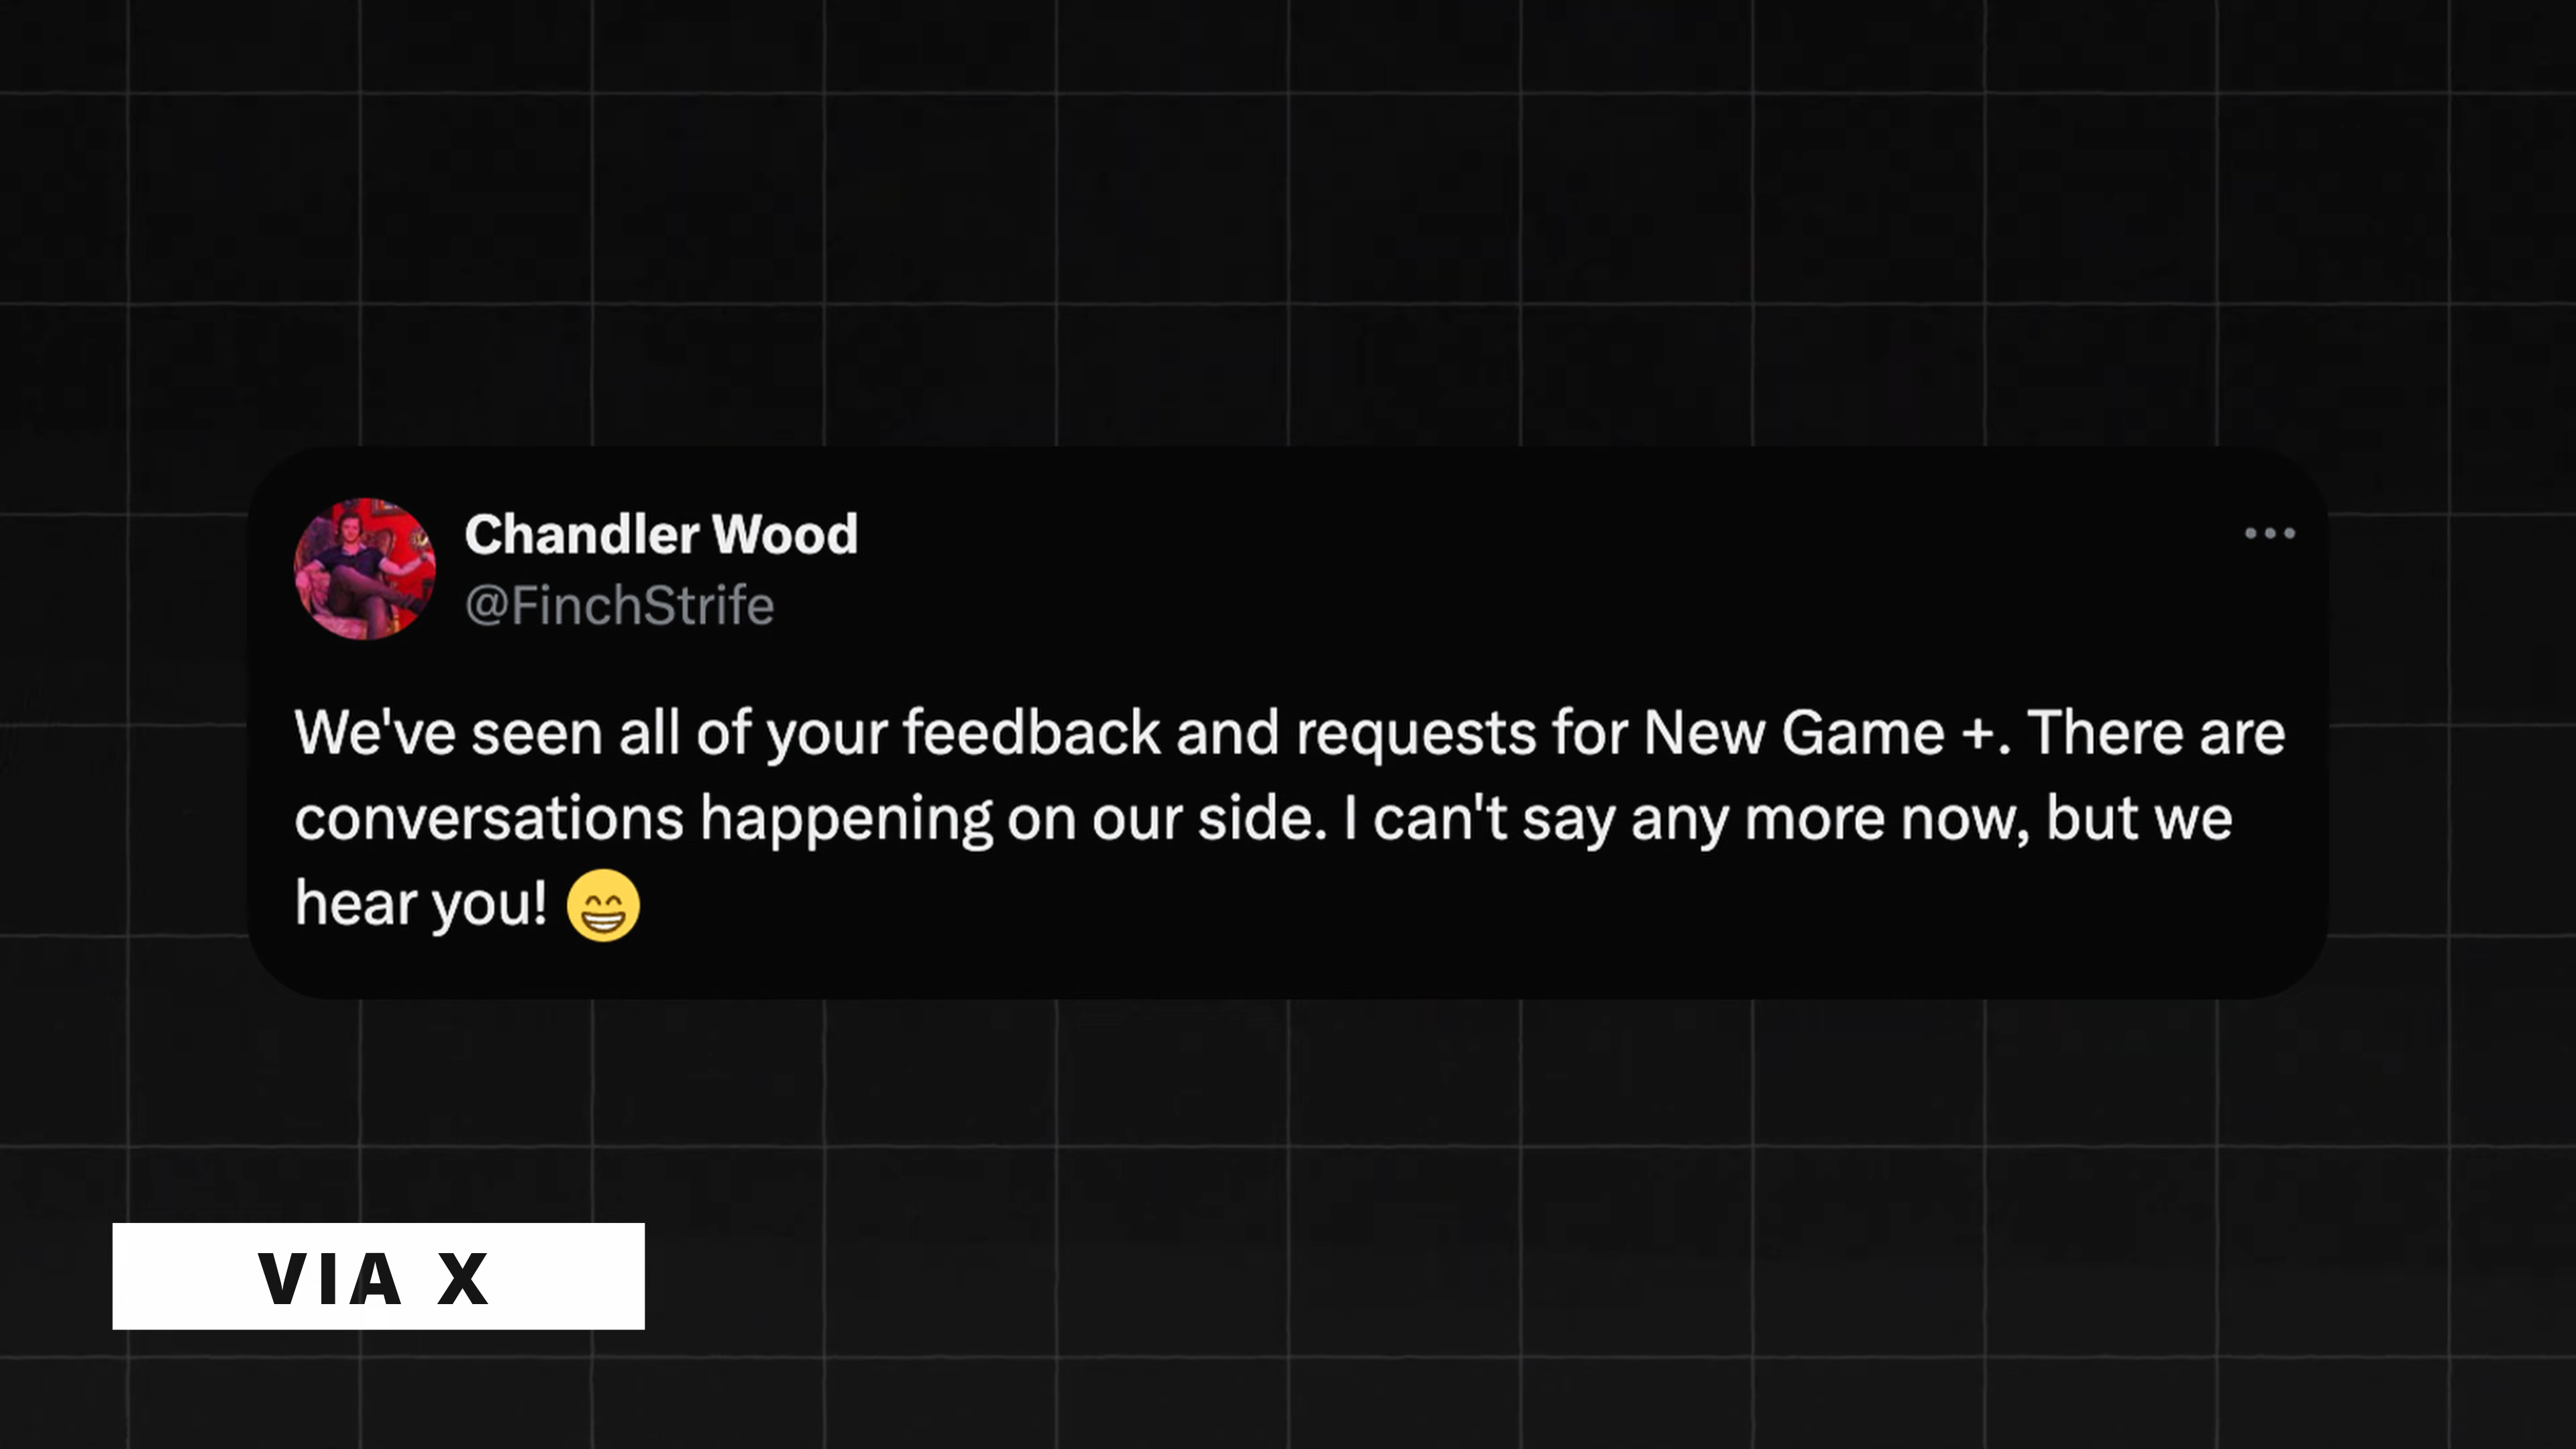 Chandler Wood
@FinchStrife
We've seen all of your feedback and requests for New Game +. There are
conversations happening on our side. I can't say any more now, but we
hear you! 😁
VIA X